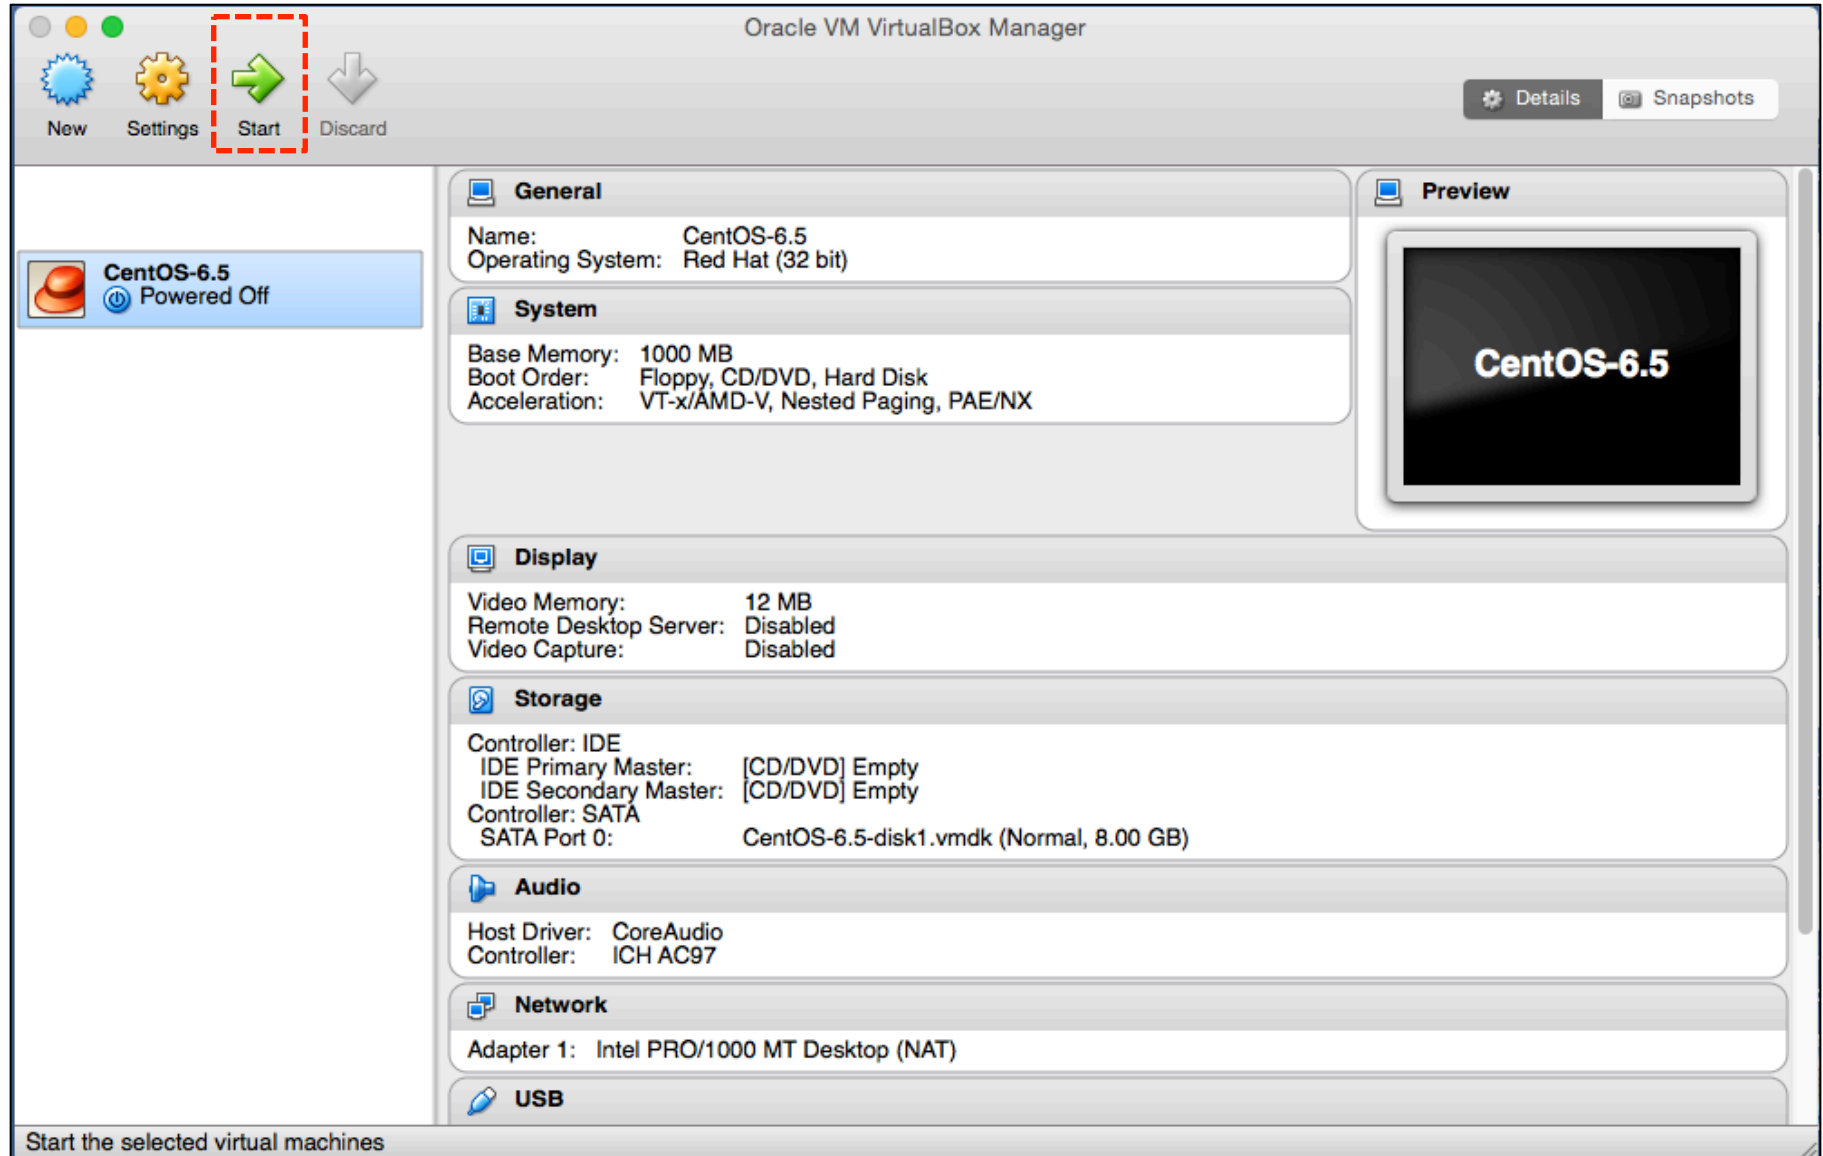 Oracle VM VirtualBox Manager
New Settings Start Discard
Details Snapshots
CentOS-6.5
Powered Off
General
Name: CentOS-6.5
Operating System: Red Hat (32 bit)
System
Base Memory: 1000 MB
Boot Order: Floppy, CD/DVD, Hard Disk
Acceleration: VT-x/AMD-V, Nested Paging, PAE/NX
Preview
CentOS-6.5
Display
Video Memory: 12 MB
Remote Desktop Server: Disabled
Video Capture: Disabled
Storage
Controller: IDE
IDE Primary Master: [CD/DVD] Empty
IDE Secondary Master: [CD/DVD] Empty
Controller: SATA
SATA Port 0: CentOS-6.5-disk1.vmdk (Normal, 8.00 GB)
Audio
Host Driver: CoreAudio
Controller: ICH AC97
Network
Adapter 1: Intel PRO/1000 MT Desktop (NAT)
USB
Start the selected virtual machines